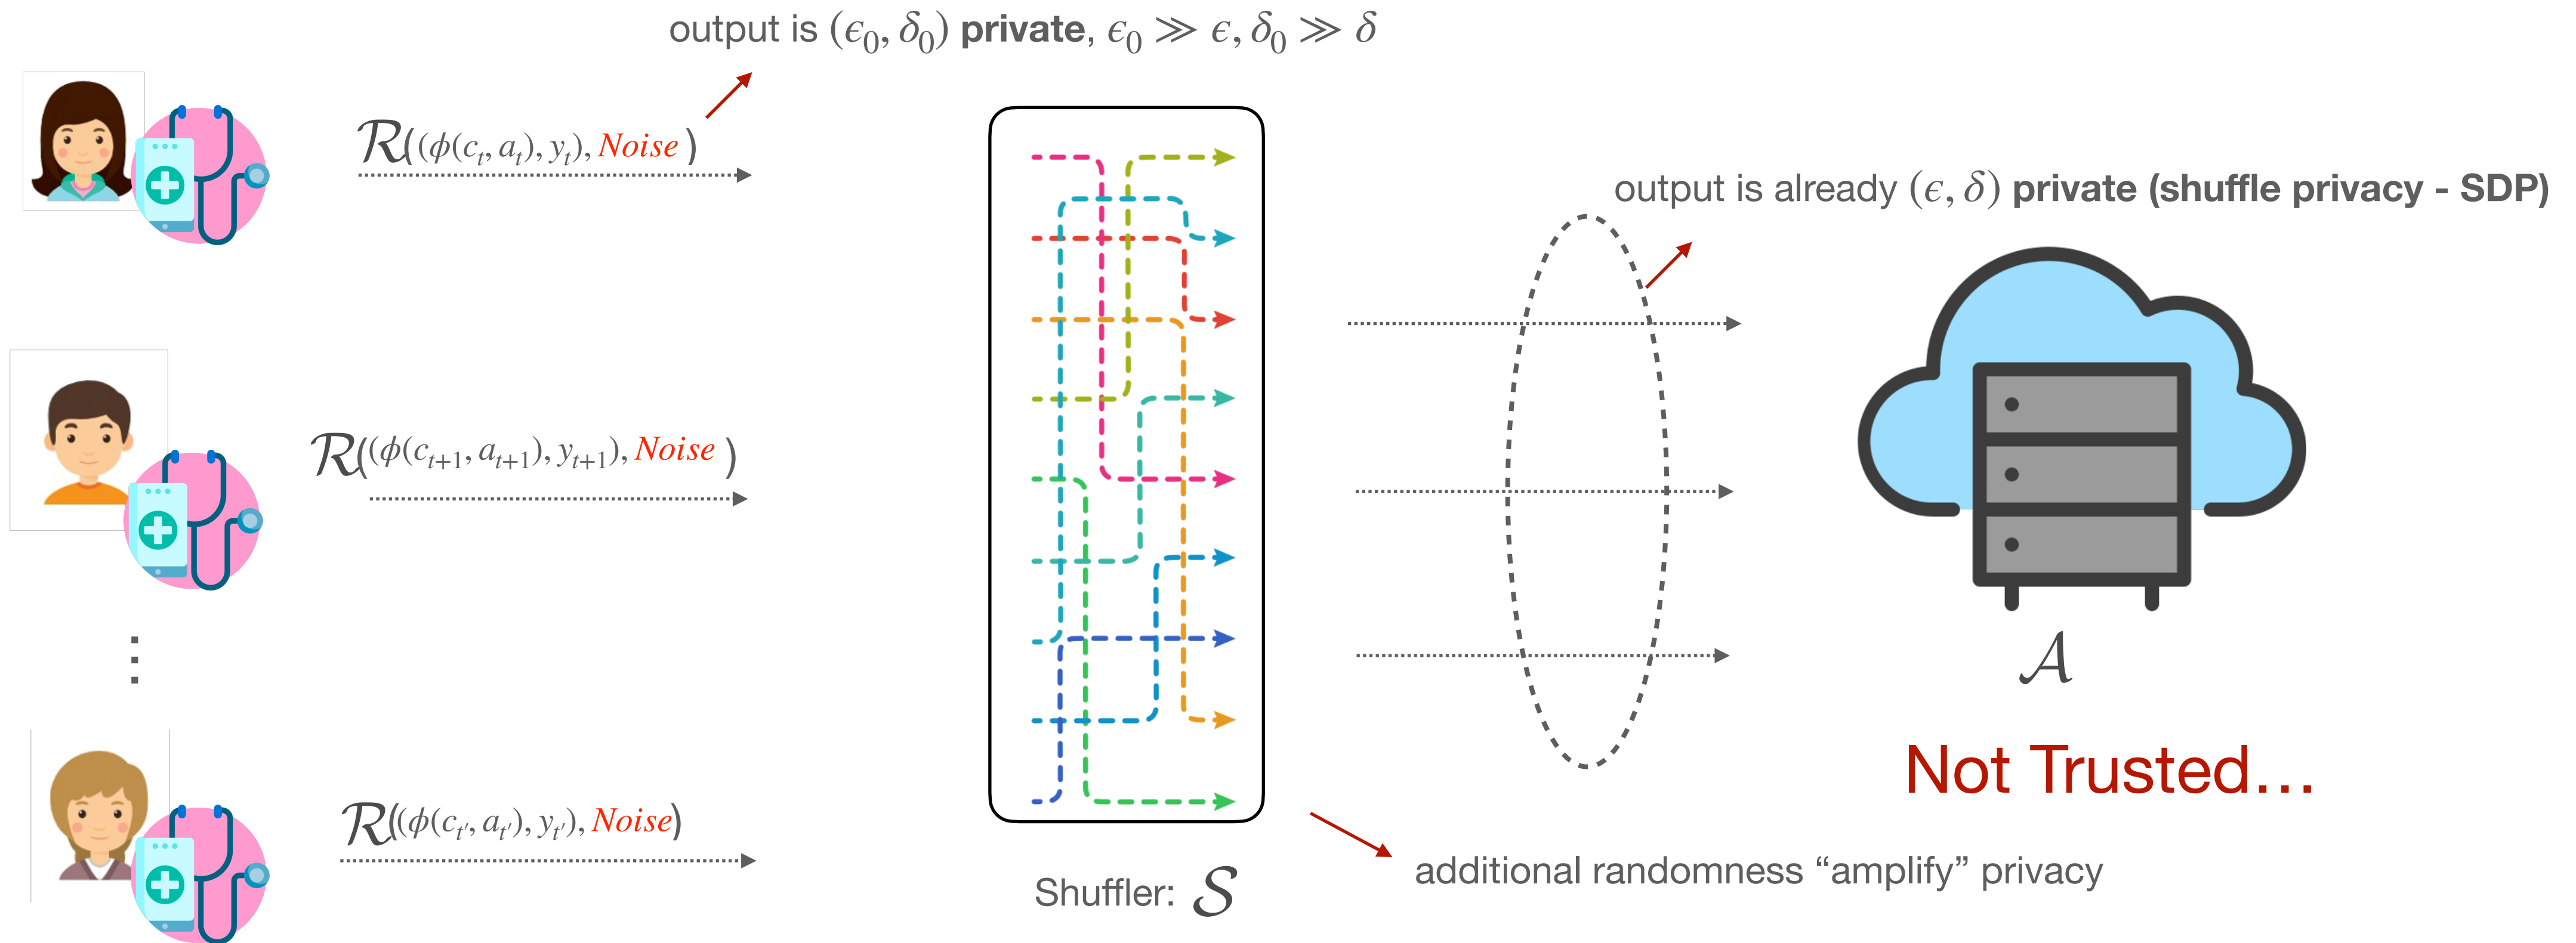 output is (ϵ₀, δ₀) private, ϵ₀ ≫ ϵ, δ₀ ≫ δ
ℛ((ϕ(cₜ, aₜ), yₜ), Noise)
output is already (ϵ, δ) private (shuffle privacy - SDP)
ℛ((ϕ(cₜ₊₁, aₜ₊₁), yₜ₊₁), Noise)
⋮
𝒜
Not Trusted...
ℛ((ϕ(cₜ′, aₜ′), yₜ′), Noise)
Shuffler: 𝒮
additional randomness “amplify” privacy